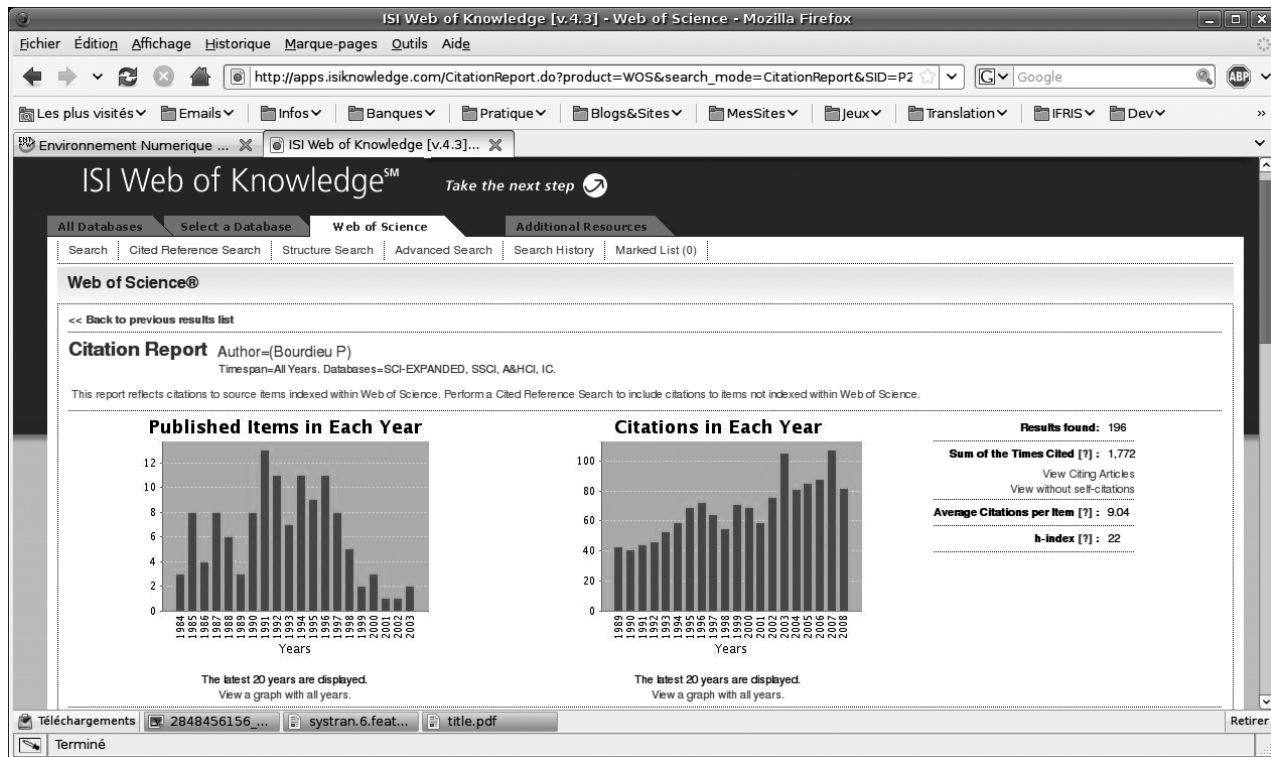 ISI Web of Knowledge [v.4.3] - Web of Science - Mozilla Firefox
Fichier Édition Affichage Historique Marque-pages Outils Aide
http://apps.isiknowledge.com/CitationReport.do?product=WOS&search_mode=CitationReport&SID=P2 G Google ABP
Les plus visités Emails Infos Banques Pratique Blogs&Sites MesSites Jeux Translation IFRIS Dev »
Environnement Numerique ... ISI Web of Knowledge [v.4.3]...
ISI Web of Knowledge℠ Take the next step
All Databases Select a Database Web of Science Additional Resources
Search Cited Reference Search Structure Search Advanced Search Search History Marked List (0)
Web of Science®
<< Back to previous results list
Citation Report Author=(Bourdieu P)
Timespan=All Years. Databases=SCI-EXPANDED, SSCI, A&HCI, IC.
This report reflects citations to source items indexed within Web of Science. Perform a Cited Reference Search to include citations to items not indexed within Web of Science.
Published Items in Each Year
12
10
8
6
4
2
0
1984 1985 1986 1987 1988 1989 1990 1991 1992 1993 1994 1995 1996 1997 1998 1999 2000 2001 2002 2003
Years
The latest 20 years are displayed.
View a graph with all years.
Citations in Each Year
100
80
60
40
20
0
1989 1990 1991 1992 1993 1994 1995 1996 1997 1998 1999 2000 2001 2002 2003 2004 2005 2006 2007 2008
Years
The latest 20 years are displayed.
View a graph with all years.
Results found: 196
Sum of the Times Cited [?] : 1,772
View Citing Articles
View without self-citations
Average Citations per Item [?] : 9.04
h-index [?] : 22
Téléchargements 2848456156_... systran.6.feat... title.pdf Retirer
Terminé